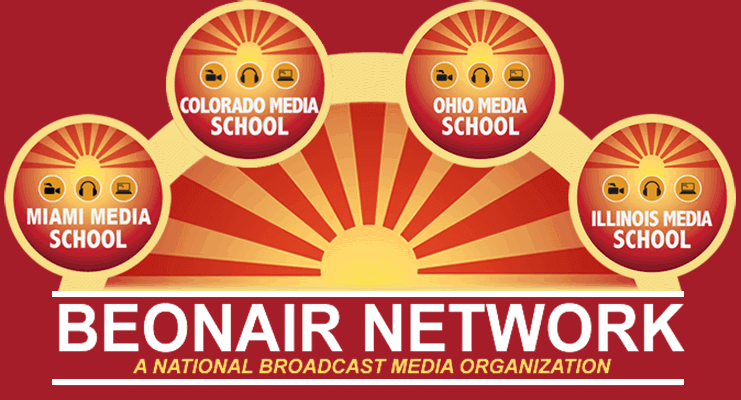 COLORADO MEDIA
SCHOOL
OHIO MEDIA
SCHOOL
MIAMI MEDIA
SCHOOL
ILLINOIS MEDIA
SCHOOL
BEONAIR NETWORK
A NATIONAL BROADCAST MEDIA ORGANIZATION